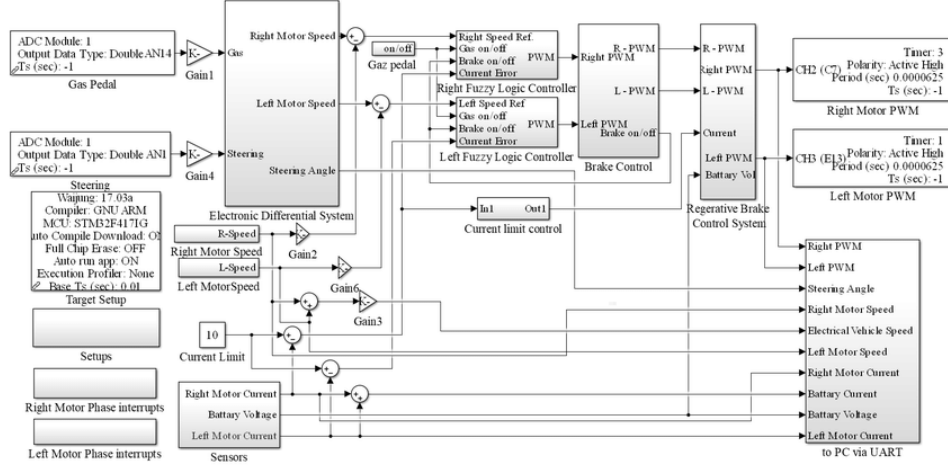 ADC Module: 1
Output Data Type: Double AN14
Ts (sec): -1
Gas Pedal
K-
Gain1
ADC Module: 1
Output Data Type: Double AN1
Ts (sec): -1
Steering
K-
Gain4
Waijung: 17.03a
Compiler: GNU ARM
MCU: STM32F417IG
uto Compile Download: O
Full Chip Erase: OFF
Auto run app: ON
Execution Profiler: None
Base Ts (sec): 0.01
Target Setup
Setups
Right Motor Phase interrupts
Left Motor Phase interrupts
Gas
Steering
Right Motor Speed
Left Motor Speed
Steering Angle
Electronic Differential System
R-Speed
Right Motor Speed
L-Speed
Left MotorSpeed
Gain2
Gain6
K-
Gain3
10
Current Limit
Right Motor Current
Battary Voltage
Left Motor Current
Sensors
on/off
Gaz pedal
Right Speed Ref.
Gas on/off
Brake on/off
Current Error
PWM
Right Fuzzy Logic Controller
Left Speed Ref
Gas on/off
Brake on/off
Current Error
PWM
Left Fuzzy Logic Controller
Right PWM
Left PWM
R - PWM
L - PWM
Brake on/off
Brake Control
In1
Out1
Current limit control
R - PWM
Right PWM
L - PWM
Current
Left PWM
Battary Vol
Regerative Brake
Control System
CH2 (C7)
Timer: 3
Polarity: Active High
Period (sec) 0.0000625
Ts (sec): -1
Right Motor PWM
CH3 (E13)
Timer: 1
Polarity: Active High
Period (sec) 0.0000625
Ts (sec): -1
Left Motor PWM
Right PWM
Left PWM
Steering Angle
Right Motor Speed
Electrical Vehicle Speed
Left Motor Speed
Right Motor Current
Battary Current
Battary Voltage
Left Motor Current
to PC via UART